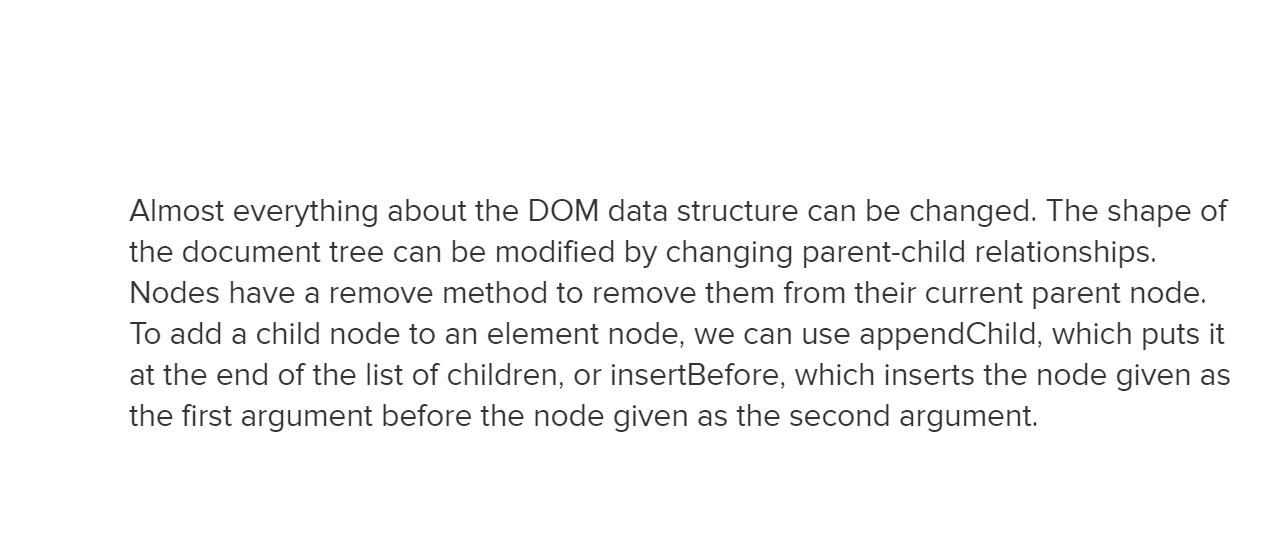 Almost everything about the DOM data structure can be changed. The shape of
the document tree can be modified by changing parent-child relationships.
Nodes have a remove method to remove them from their current parent node.
To add a child node to an element node, we can use appendChild, which puts it
at the end of the list of children, or insertBefore, which inserts the node given as
the first argument before the node given as the second argument.